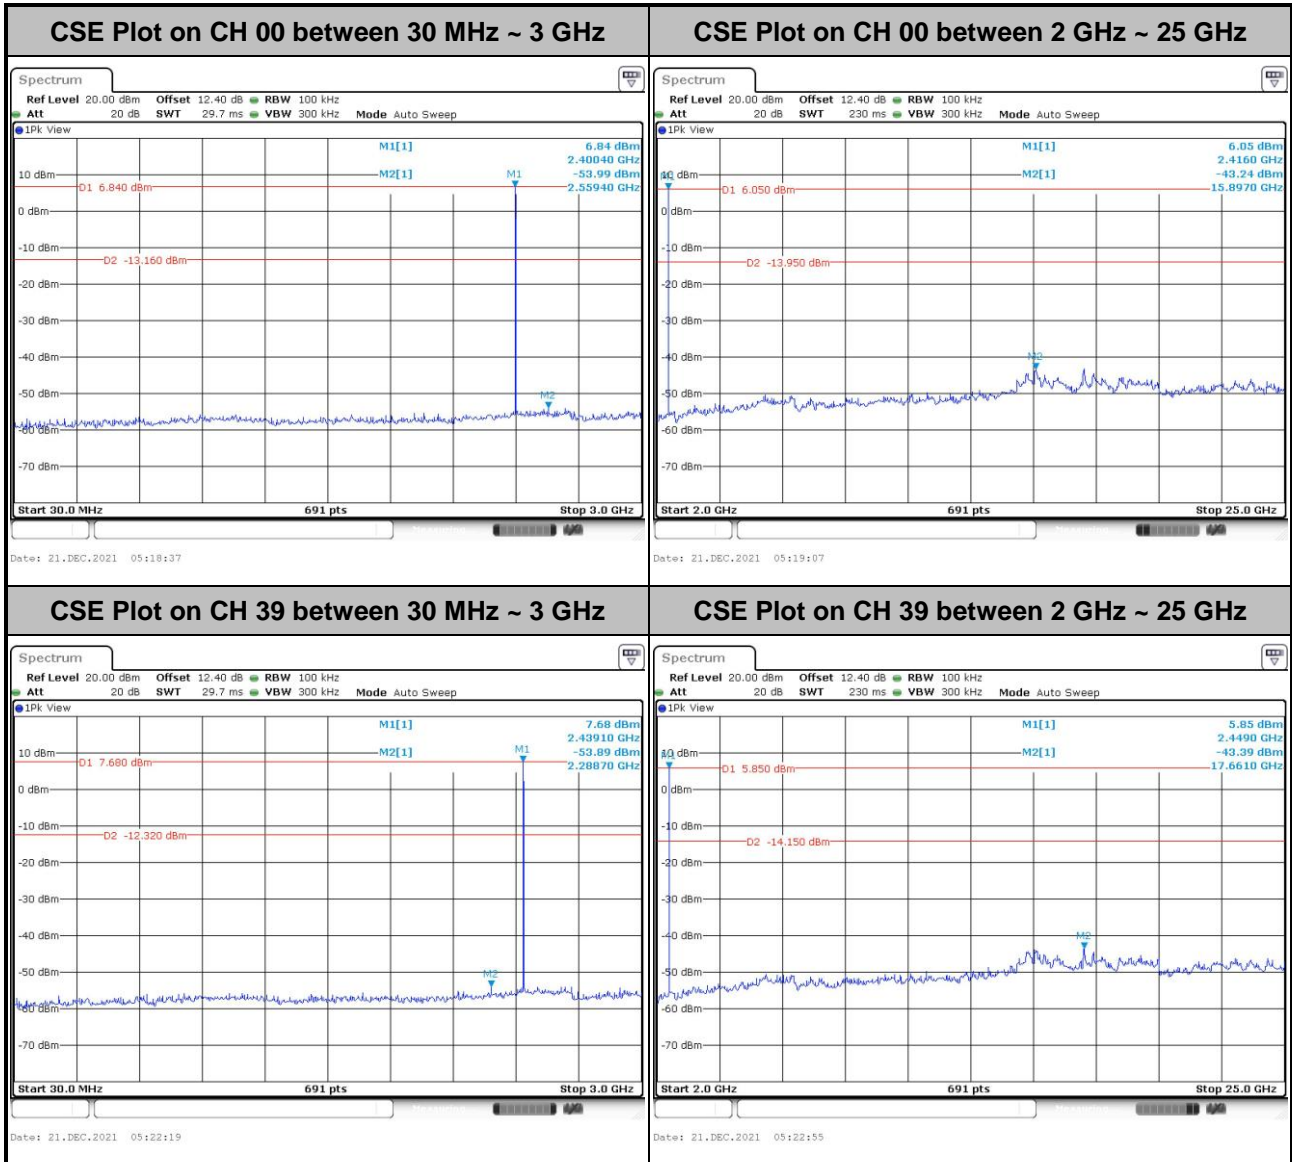 CSE Plot on CH 00 between 30 MHz ~ 3 GHz
Spectrum
Ref Level 20.00 dBm Offset 12.40 dB RBW 100 kHz
Att 20 dB SWT 29.7 ms VBW 300 kHz Mode Auto Sweep
1Pk View
M1[1] 6.84 dBm
2.40040 GHz
10 dBm M2[1] M1 -53.99 dBm
D1 6.840 dBm 2.55940 GHz
0 dBm
-10 dBm
D2 -13.160 dBm
-20 dBm
-30 dBm
-40 dBm
-50 dBm
M2
-60 dBm
-70 dBm
Start 30.0 MHz 691 pts Stop 3.0 GHz
Date: 21.DEC.2021 05:18:37
CSE Plot on CH 00 between 2 GHz ~ 25 GHz
Spectrum
Ref Level 20.00 dBm Offset 12.40 dB RBW 100 kHz
Att 20 dB SWT 230 ms VBW 300 kHz Mode Auto Sweep
1Pk View
M1[1] 6.05 dBm
2.4160 GHz
10 dBm M2[1] -43.24 dBm
D1 6.050 dBm 15.8970 GHz
0 dBm
-10 dBm
D2 -13.950 dBm
-20 dBm
-30 dBm
-40 dBm M2
-50 dBm
-60 dBm
-70 dBm
Start 2.0 GHz 691 pts Stop 25.0 GHz
Date: 21.DEC.2021 05:19:07
CSE Plot on CH 39 between 30 MHz ~ 3 GHz
Spectrum
Ref Level 20.00 dBm Offset 12.40 dB RBW 100 kHz
Att 20 dB SWT 29.7 ms VBW 300 kHz Mode Auto Sweep
1Pk View
M1[1] 7.68 dBm
2.43910 GHz
10 dBm M2[1] M1 -53.89 dBm
D1 7.680 dBm 2.28870 GHz
0 dBm
-10 dBm
D2 -12.320 dBm
-20 dBm
-30 dBm
-40 dBm
-50 dBm M2
-60 dBm
-70 dBm
Start 30.0 MHz 691 pts Stop 3.0 GHz
Date: 21.DEC.2021 05:22:19
CSE Plot on CH 39 between 2 GHz ~ 25 GHz
Spectrum
Ref Level 20.00 dBm Offset 12.40 dB RBW 100 kHz
Att 20 dB SWT 230 ms VBW 300 kHz Mode Auto Sweep
1Pk View
M1[1] 5.85 dBm
2.4490 GHz
10 dBm M2[1] -43.39 dBm
D1 5.850 dBm 17.6610 GHz
0 dBm
-10 dBm
D2 -14.150 dBm
-20 dBm
-30 dBm
-40 dBm M2
-50 dBm
-60 dBm
-70 dBm
Start 2.0 GHz 691 pts Stop 25.0 GHz
Date: 21.DEC.2021 05:22:55